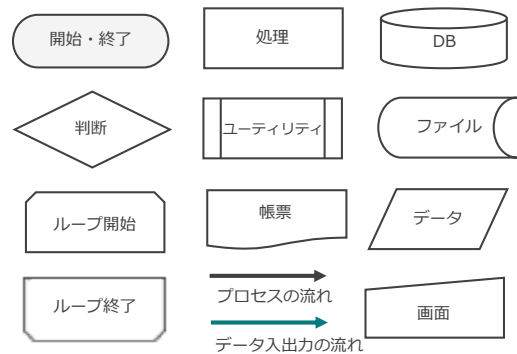 開始・終了
処理
DB
判断
ユーティリティ
ファイル
ループ開始
帳票
データ
ループ終了
プロセスの流れ
画面
データ入出力の流れ